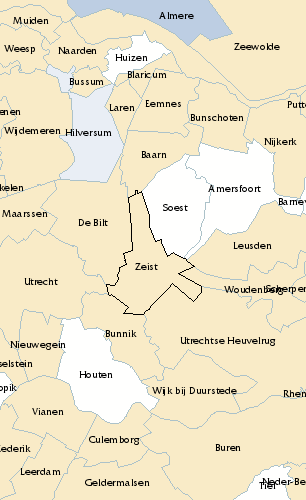 Almere
Muiden
Weesp
Naarden
Zeewolde
Huizen
Blaricum
Bussum
Laren
Eemnes
Putte
enen
Bunschoten
Wijdemeren
Hilversum
Nijkerk
Baarn
kelen
Amersfoort
Barnev
Soest
Maarssen
De Bilt
Leusden
Zeist
Utrecht
Woudenberg
Scherpen
Bunnik
Nieuwegein
Utrechtse Heuvelrug
sselstein
Houten
opik
Wijk bij Duurstede
Rhen
Vianen
Culemborg
ederik
Buren
Leerdam
Geldermalsen
Neder-Be
Tiel